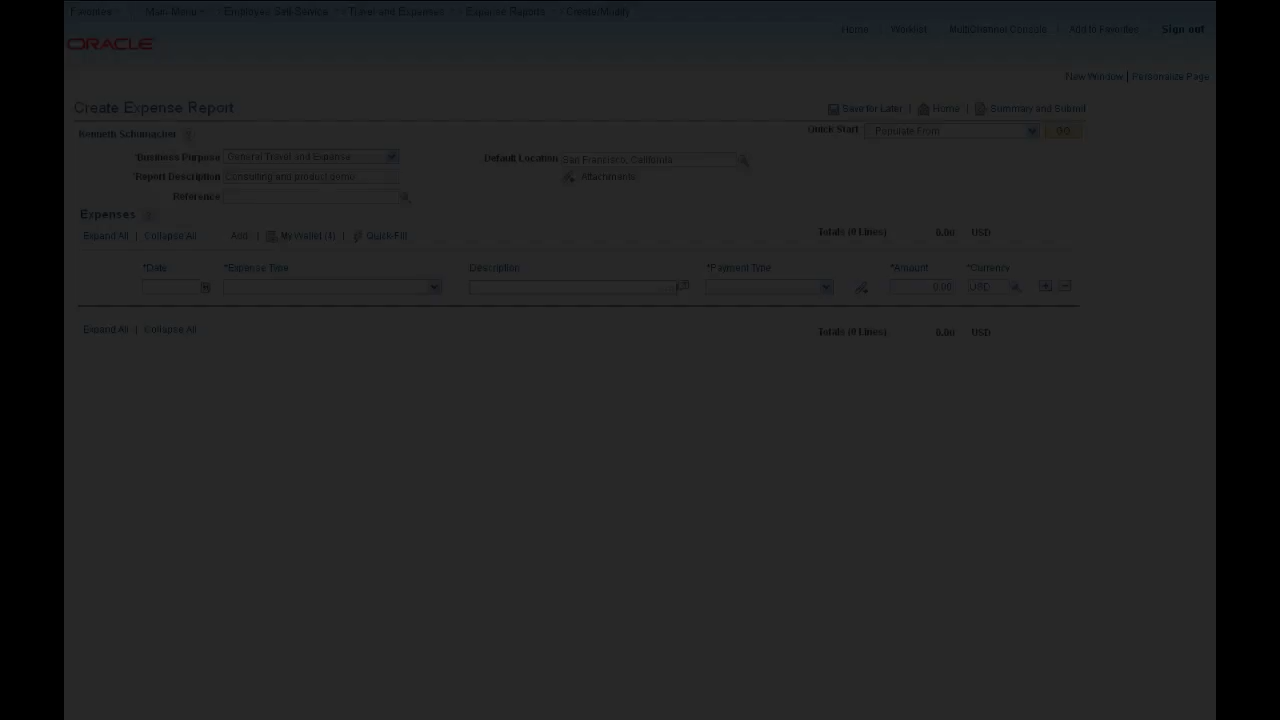 Favorites Main Menu Employee Self-Service Travel and Expenses Expense Reports Create/Modify
Home Worklist MultiChannel Console Add to Favorites Sign out
ORACLE
New Window | Personalize Page
Create Expense Report
Save for Later | Home | Summary and Submit
Kenneth Schumacher
Quick Start Populate From GO
*Business Purpose General Travel and Expense
Default Location San Francisco, California
Report Description Consulting and product demo
Attachments
Reference
Expenses
Expand All | Collapse All Add | My Wallet (4) | Quick-Fill
Totals (0 Lines) 0.00 USD
*Date *Expense Type Description *Payment Type *Amount *Currency
0.00 USD
Expand All | Collapse All
Totals (0 Lines) 0.00 USD